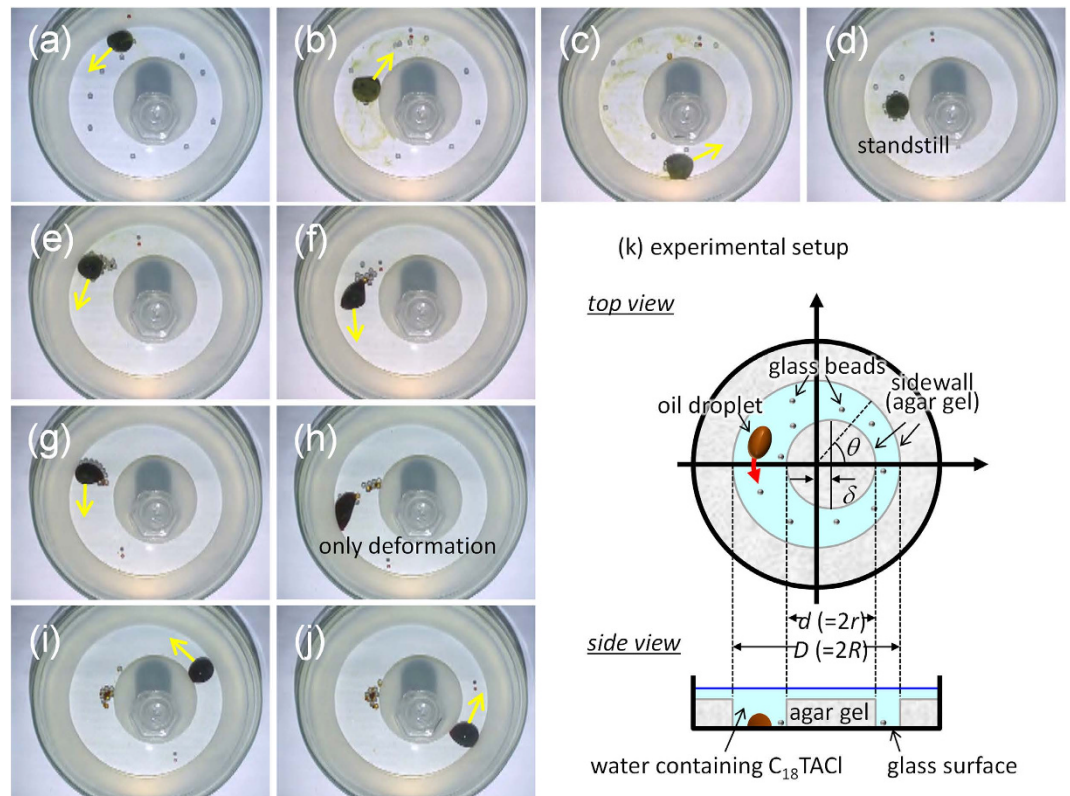 (a)
(b)
(c)
(d)
standstill
(e)
(f)
(g)
(h)
only deformation
(i)
(j)
(k) experimental setup
top view
glass beads
sidewall
(agar gel)
oil droplet
θ
δ
d (=2r)
D (=2R)
side view
agar gel
water containing C₁₈TACl
glass surface